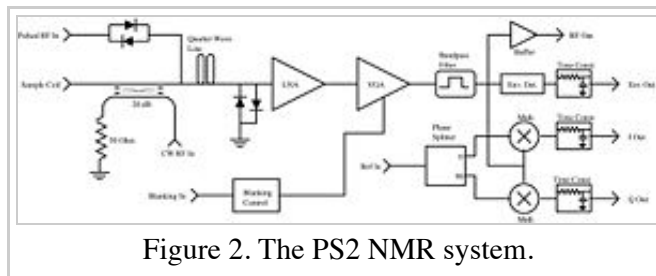 Pulsed RF In
Quarter Wave
Line
Sample Coil
20 dB
50 Ohm
CW RF In
LNA
VGA
Bandpass
Filter
Buffer
RF Out
Env. Det.
Time Const
Env. Out
Phase
Splitter
Ref In
0
90
Mult
Time Const
I Out
Mult
Time Const
Q Out
Blanking In
Blanking
Control
Figure 2. The PS2 NMR system.